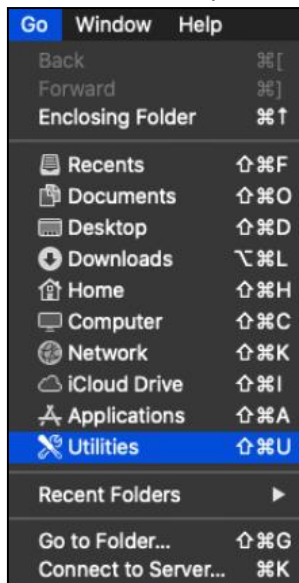 Go Window Help
Back ⌘[
Forward ⌘]
Enclosing Folder ⌘↑
Recents ⇧⌘F
Documents ⇧⌘O
Desktop ⇧⌘D
Downloads ⌥⌘L
Home ⇧⌘H
Computer ⇧⌘C
Network ⇧⌘K
iCloud Drive ⇧⌘I
Applications ⇧⌘A
Utilities ⇧⌘U
Recent Folders ▶
Go to Folder... ⇧⌘G
Connect to Server... ⌘K